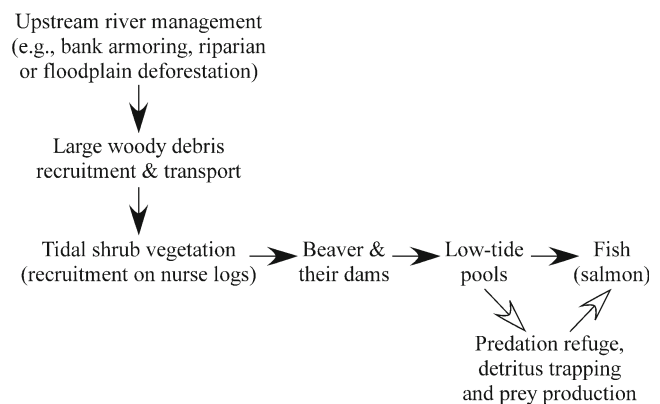 Upstream river management
(e.g., bank armoring, riparian
or floodplain deforestation)
Large woody debris
recruitment & transport
Tidal shrub vegetation
(recruitment on nurse logs)
Beaver &
their dams
Low-tide
pools
Fish
(salmon)
Predation refuge,
detritus trapping
and prey production